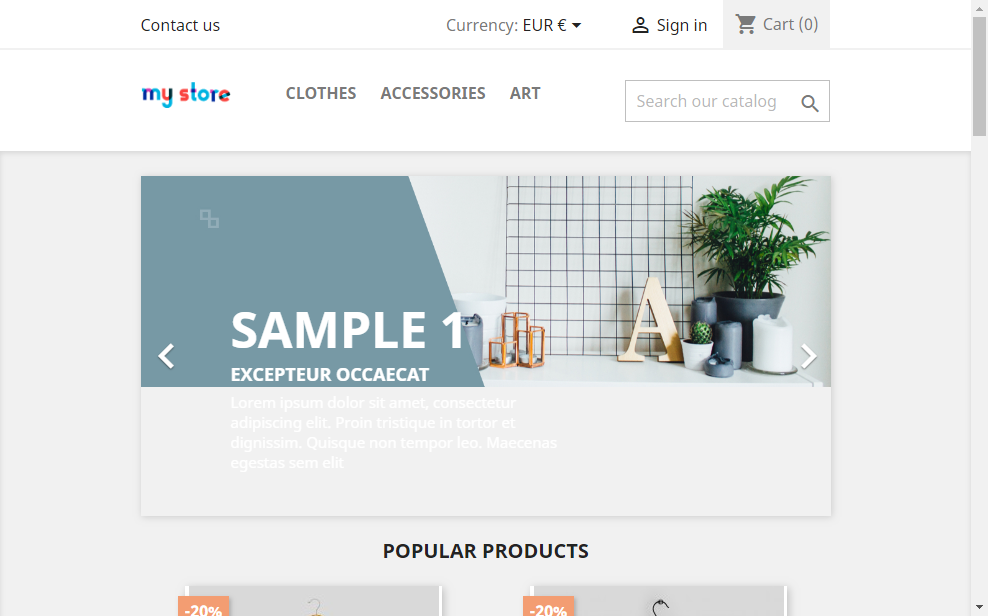 Contact us
Currency: EUR €
Sign in
Cart (0)
my store
CLOTHES
ACCESSORIES
ART
Search our catalog
SAMPLE 1
EXCEPTEUR OCCAECAT
Lorem ipsum dolor sit amet, consectetur
adipiscing elit. Proin tristique in tortor et
dignissim. Quisque non tempor leo. Maecenas
egestas sem elit
A
POPULAR PRODUCTS
-20%
-20%